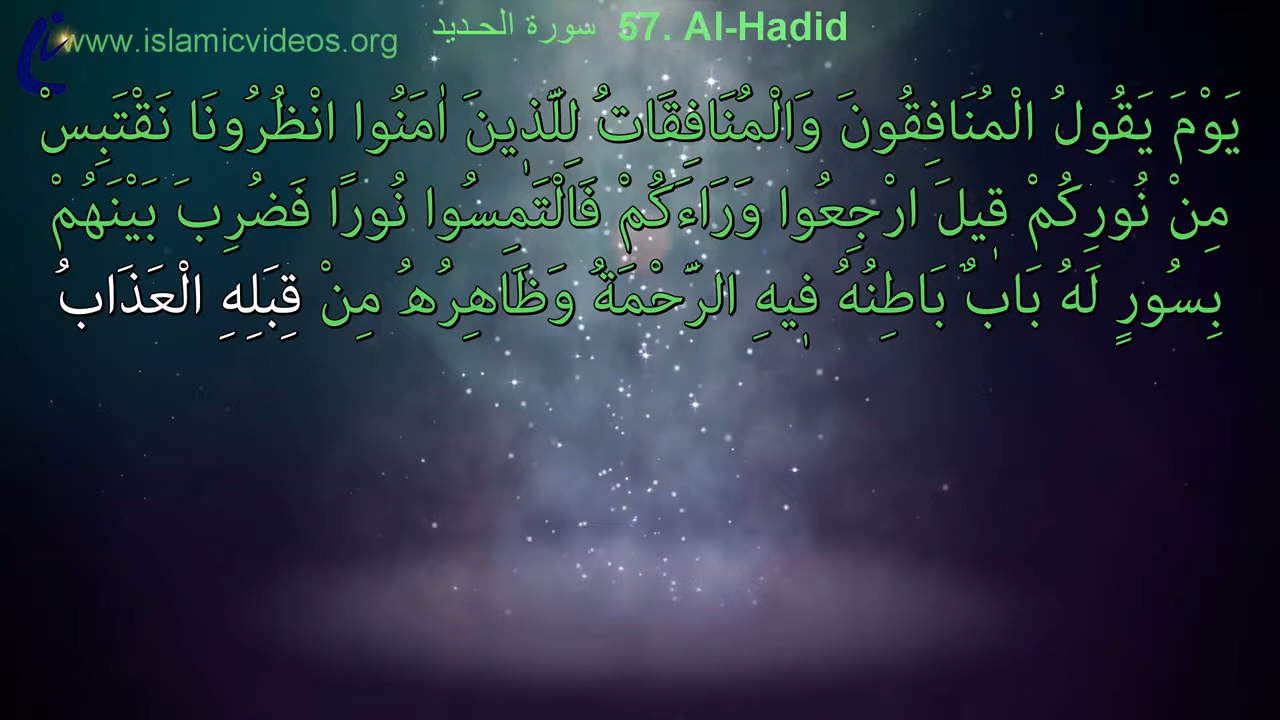 www.islamicvideos.org
سورة الحديد 57. Al-Hadid
يَوْمَ يَقُولُ الْمُنَافِقُونَ وَالْمُنَافِقَاتُ لِلَّذٖينَ اٰمَنُوا انْظُرُونَا نَقْتَبِسْ
مِنْ نُورِكُمْ قٖيلَ ارْجِعُوا وَرَاءَكُمْ فَالْتَمِسُوا نُورًا فَضُرِبَ بَيْنَهُمْ
بِسُورٍ لَهُ بَابٌ بَاطِنُهُ فٖيهِ الرَّحْمَةُ وَظَاهِرُهُ مِنْ قِبَلِهِ الْعَذَابُ